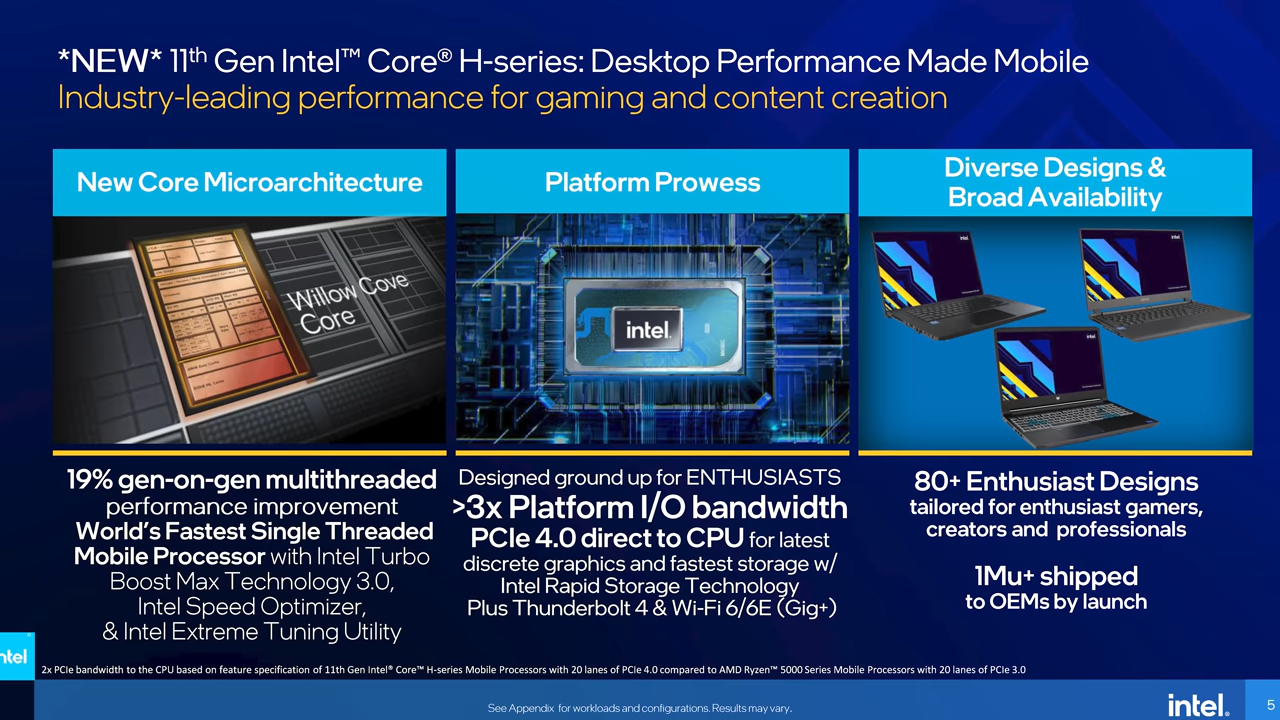 *NEW* 11th Gen Intel™ Core® H-series: Desktop Performance Made Mobile
Industry-leading performance for gaming and content creation
New Core Microarchitecture
Willow Cove
Core
19% gen-on-gen multithreaded
performance improvement
World's Fastest Single Threaded
Mobile Processor with Intel Turbo
Boost Max Technology 3.0,
Intel Speed Optimizer,
& Intel Extreme Tuning Utility
Platform Prowess
intel.
Designed ground up for ENTHUSIASTS
>3x Platform I/O bandwidth
PCIe 4.0 direct to CPU for latest
discrete graphics and fastest storage w/
Intel Rapid Storage Technology
Plus Thunderbolt 4 & Wi-Fi 6/6E (Gig+)
Diverse Designs &
Broad Availability
intel.
intel.
intel.
80+ Enthusiast Designs
tailored for enthusiast gamers,
creators and professionals
1Mu+ shipped
to OEMs by launch
ntel
2x PCIe bandwidth to the CPU based on feature specification of 11th Gen Intel® Core™ H-series Mobile Processors with 20 lanes of PCIe 4.0 compared to AMD Ryzen™ 5000 Series Mobile Processors with 20 lanes of PCIe 3.0
See Appendix for workloads and configurations. Results may vary.
intel.
5